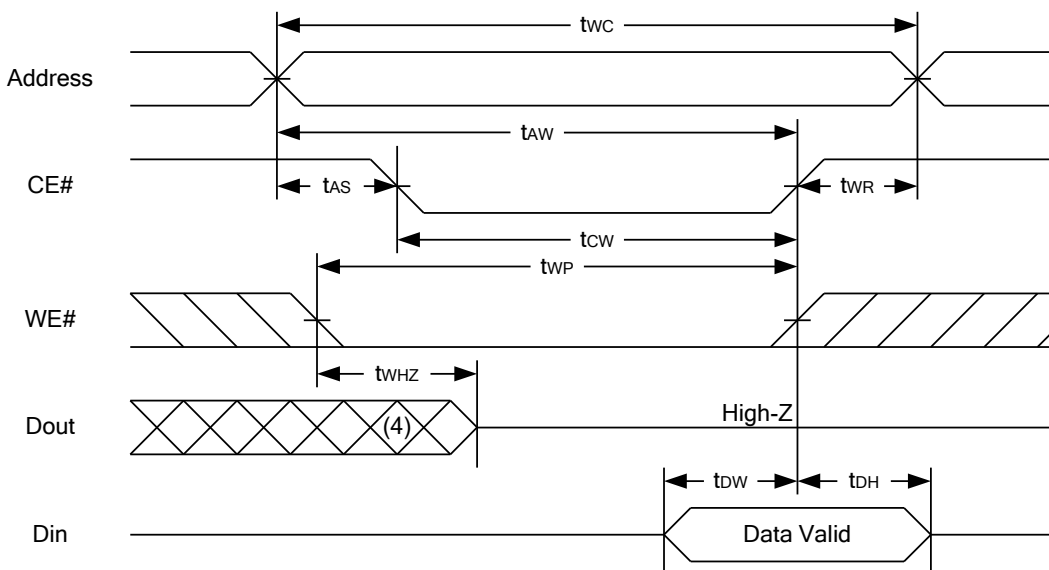 tWC
Address
tAW
CE#
tAS
tWR
tCW
tWP
WE#
tWHZ
Dout
(4)
High-Z
tDW
tDH
Din
Data Valid